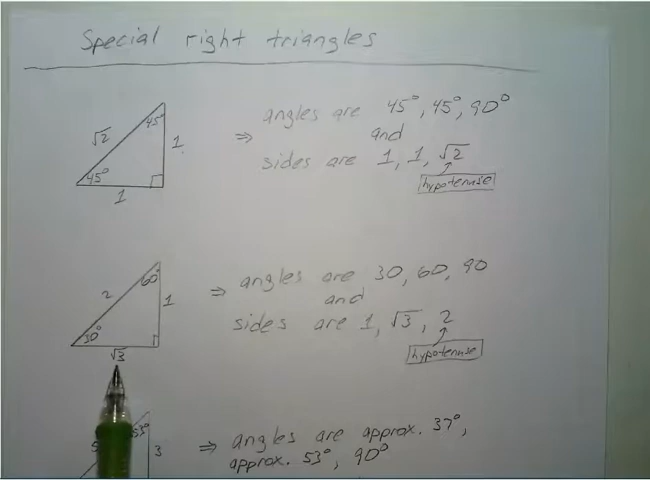 Special right triangles
45°
√2
1
45°
1
⇒ angles are 45°, 45°, 90°
and
sides are 1, 1, √2
hypotenuse
60°
2
1
30°
√3
⇒ angles are 30, 60, 90
and
sides are 1, √3, 2
hypotenuse
53°
5
3
⇒ angles are approx. 37°,
approx. 53°, 90°